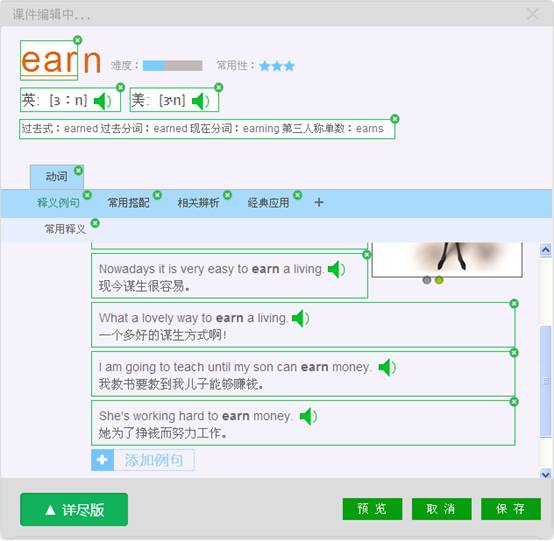 课件编辑中...
earn 难度： 常用性：
英: [ɜːn] 美: [ɝn]
过去式：earned 过去分词：earned 现在分词：earning 第三人称单数：earns
动词
释义例句 常用搭配 相关辨析 经典应用 +
常用释义
Nowadays it is very easy to earn a living.
现今谋生很容易。
What a lovely way to earn a living.
一个多好的谋生方式啊!
I am going to teach until my son can earn money.
我教书要教到我儿子能够赚钱。
She's working hard to earn money.
她为了挣钱而努力工作。
+ 添加例句
▲ 详尽版 预 览 取 消 保 存